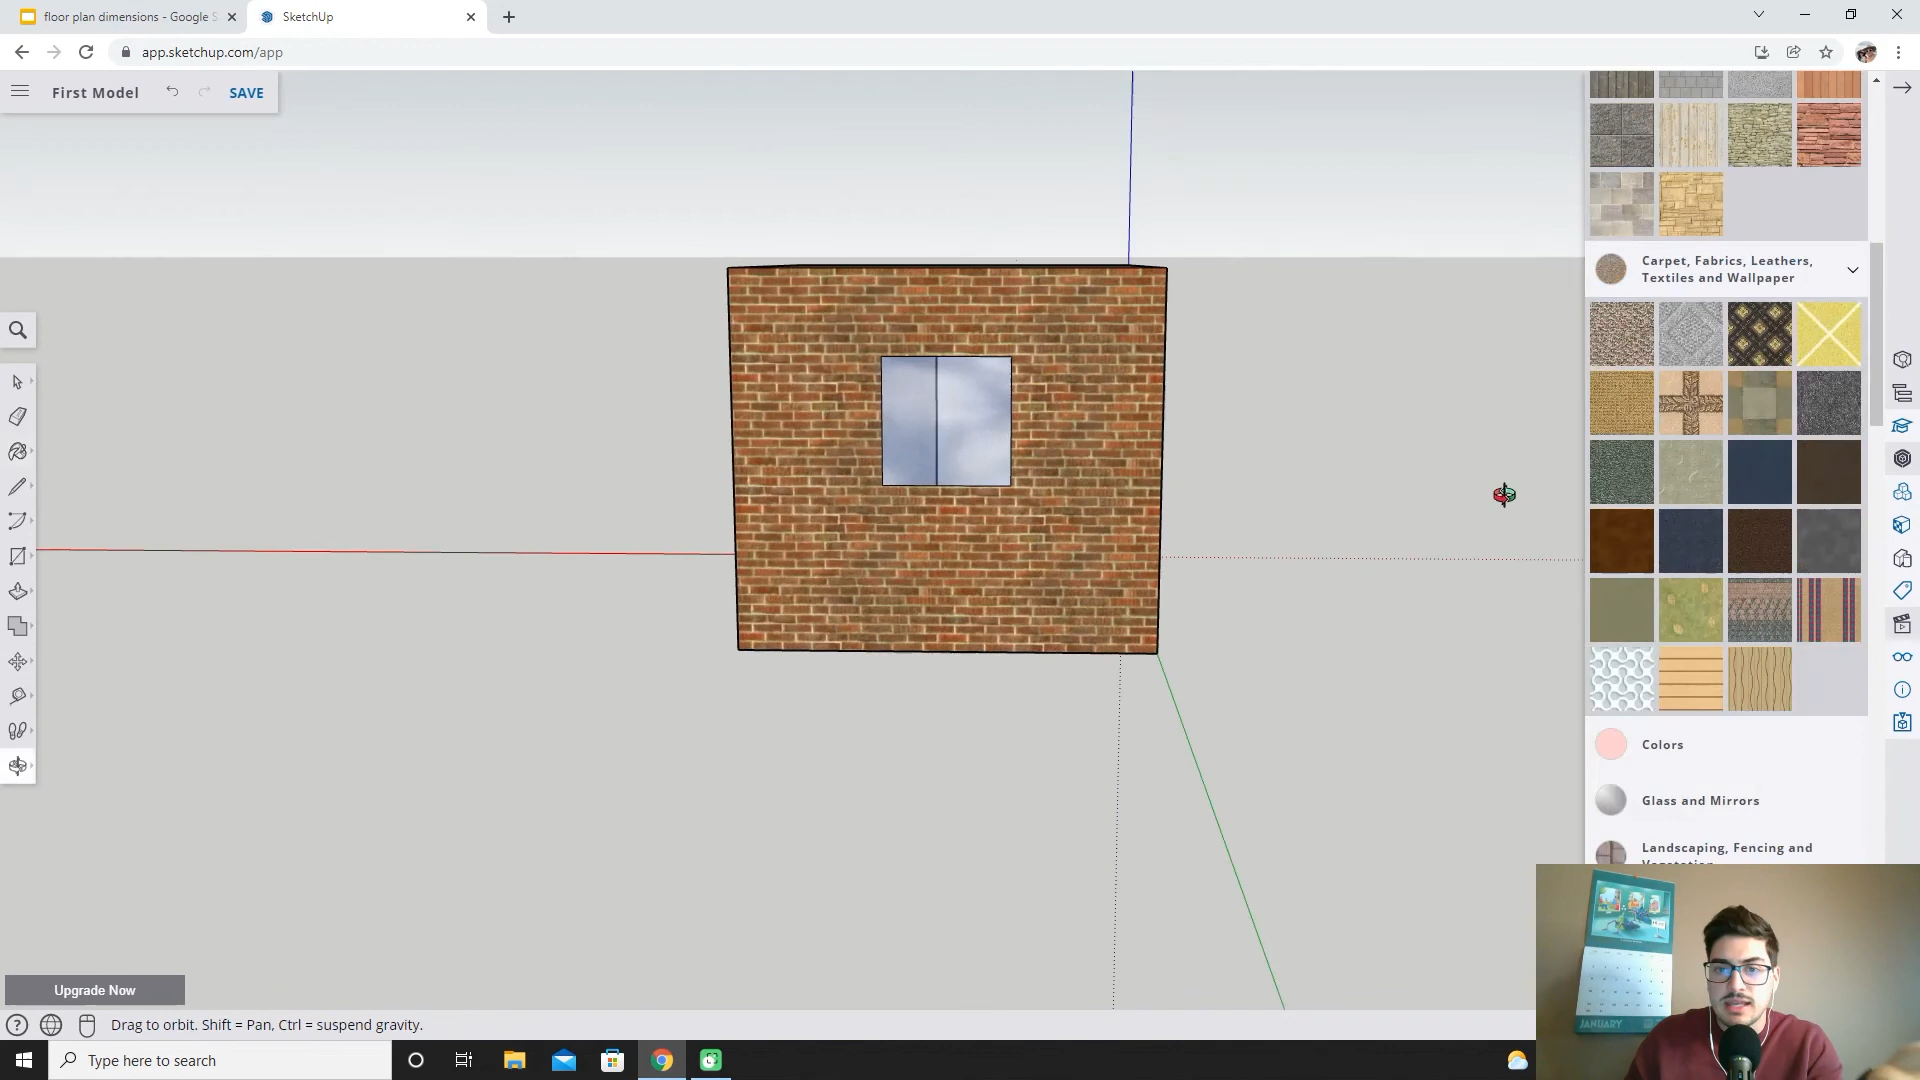 floor plan dimensions - Google S
SketchUp
app.sketchup.com/app
First Model
SAVE
Carpet, Fabrics, Leathers,
Textiles and Wallpaper
Colors
Glass and Mirrors
Landscaping, Fencing and
Vegetation
Upgrade Now
Drag to orbit. Shift = Pan, Ctrl = suspend gravity.
Type here to search
JANUARY